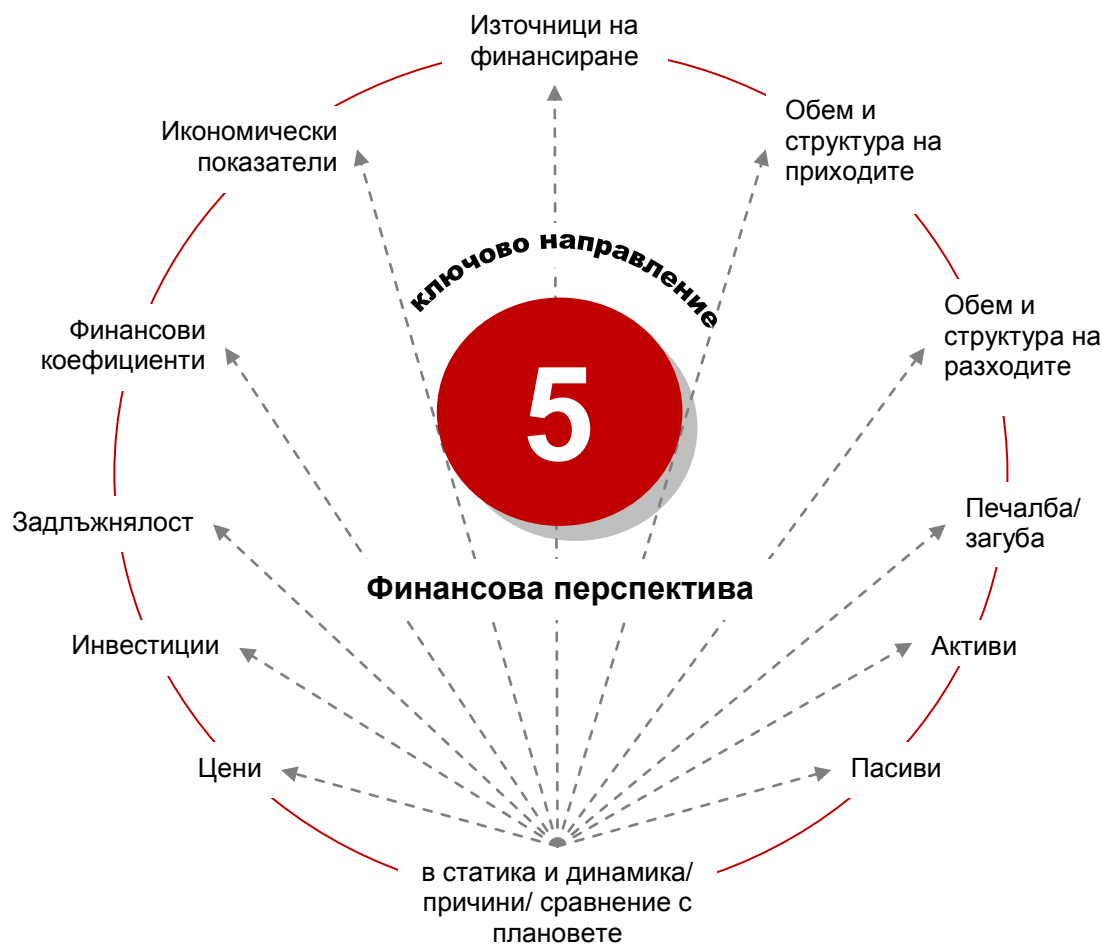 Източници на
финансиране
Икономически
показатели
Обем и
структура на
приходите
ключово направление
Финансови
коефициенти
Обем и
структура на
разходите
5
Задлъжнялост
Печалба/
загуба
Финансова перспектива
Инвестиции
Активи
Цени
Пасиви
в статика и динамика/
причини/ сравнение с
плановете